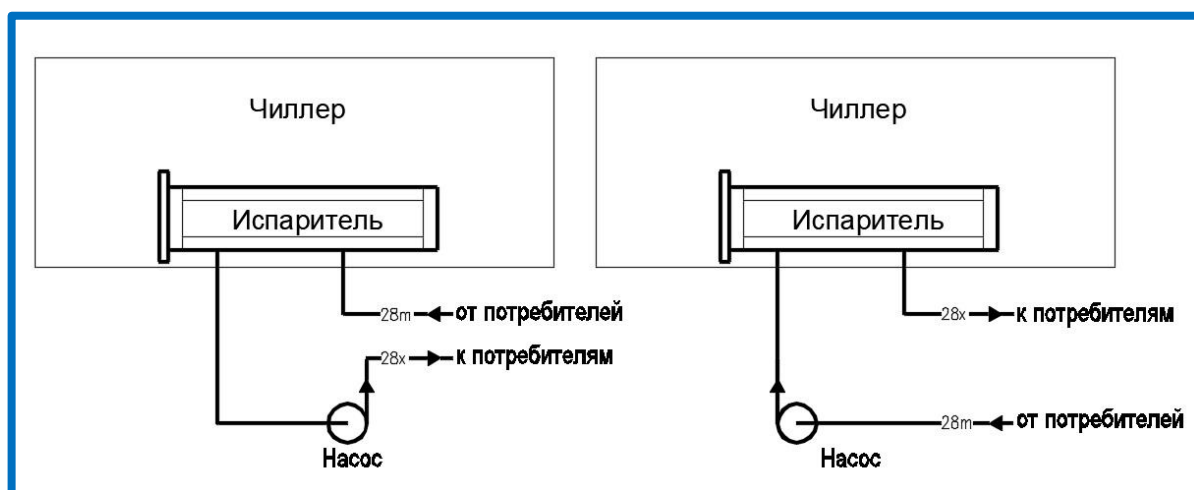 Чиллер
Испаритель
28m от потребителей
28x к потребителям
Насос
Чиллер
Испаритель
28x к потребителям
28m от потребителей
Насос